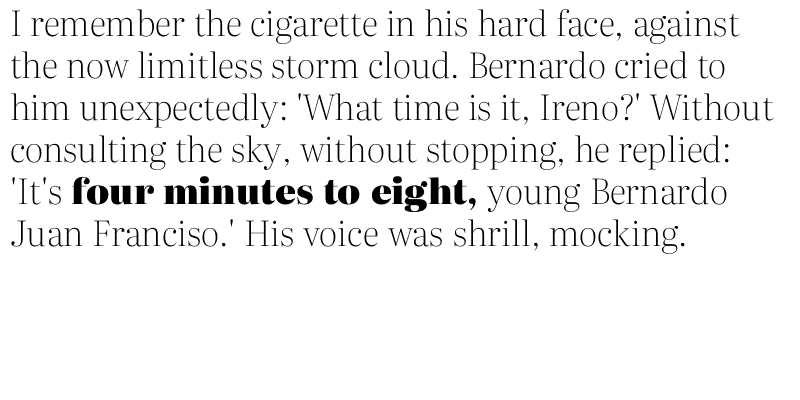 I remember the cigarette in his hard face, against
the now limitless storm cloud. Bernardo cried to
him unexpectedly: 'What time is it, Ireno?' Without
consulting the sky, without stopping, he replied:
'It's four minutes to eight, young Bernardo
Juan Franciso.' His voice was shrill, mocking.